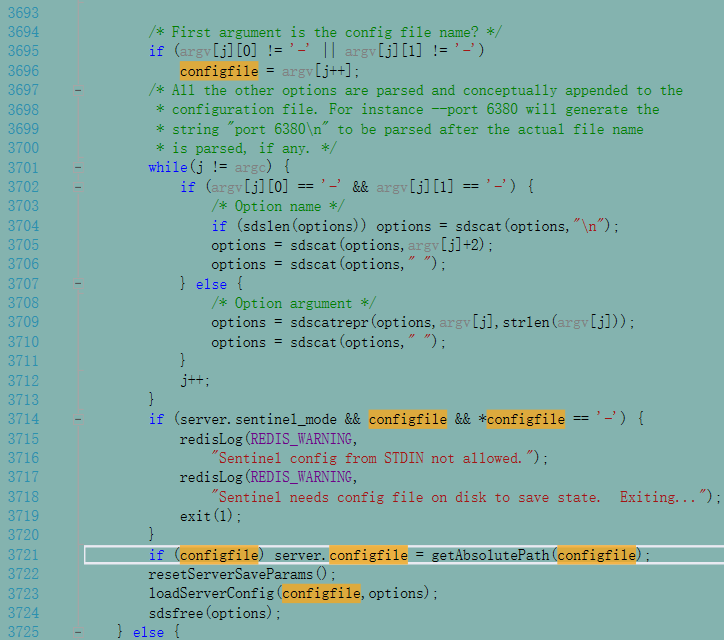 3693
3694 /* First argument is the config file name? */
3695 if (argv[j][0] != '-' || argv[j][1] != '-')
3696 configfile = argv[j++];
3697 - /* All the other options are parsed and conceptually appended to the
3698 * configuration file. For instance --port 6380 will generate the
3699 * string "port 6380\n" to be parsed after the actual file name
3700 * is parsed, if any. */
3701 - while(j != argc) {
3702 - if (argv[j][0] == '-' && argv[j][1] == '-') {
3703 /* Option name */
3704 if (sdslen(options)) options = sdscat(options,"\n");
3705 options = sdscat(options,argv[j]+2);
3706 options = sdscat(options," ");
3707 - } else {
3708 /* Option argument */
3709 options = sdscatrepr(options,argv[j],strlen(argv[j]));
3710 options = sdscat(options," ");
3711 }
3712 j++;
3713 }
3714 - if (server.sentinel_mode && configfile && *configfile == '-') {
3715 redisLog(REDIS_WARNING,
3716 "Sentinel config from STDIN not allowed.");
3717 redisLog(REDIS_WARNING,
3718 "Sentinel needs config file on disk to save state.  Exiting...");
3719 exit(1);
3720 }
3721 if (configfile) server.configfile = getAbsolutePath(configfile);
3722 resetServerSaveParams();
3723 loadServerConfig(configfile,options);
3724 sdsfree(options);
3725 - } else {